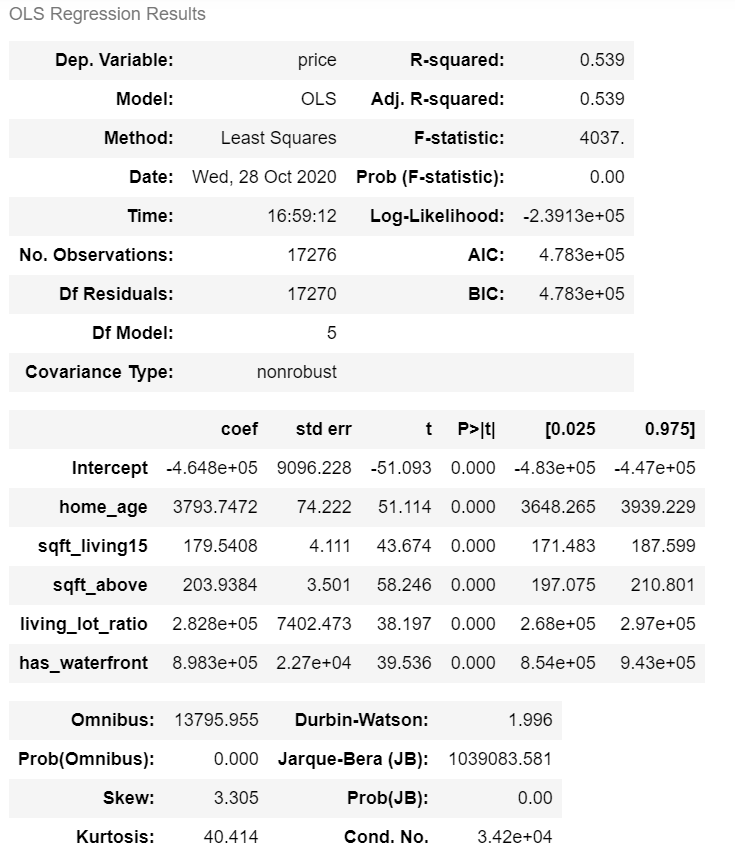 OLS Regression Results
Dep. Variable: price R-squared: 0.539
Model: OLS Adj. R-squared: 0.539
Method: Least Squares F-statistic: 4037.
Date: Wed, 28 Oct 2020 Prob (F-statistic): 0.00
Time: 16:59:12 Log-Likelihood: -2.3913e+05
No. Observations: 17276 AIC: 4.783e+05
Df Residuals: 17270 BIC: 4.783e+05
Df Model: 5
Covariance Type: nonrobust
coef std err t P>|t| [0.025 0.975]
Intercept -4.648e+05 9096.228 -51.093 0.000 -4.83e+05 -4.47e+05
home_age 3793.7472 74.222 51.114 0.000 3648.265 3939.229
sqft_living15 179.5408 4.111 43.674 0.000 171.483 187.599
sqft_above 203.9384 3.501 58.246 0.000 197.075 210.801
living_lot_ratio 2.828e+05 7402.473 38.197 0.000 2.68e+05 2.97e+05
has_waterfront 8.983e+05 2.27e+04 39.536 0.000 8.54e+05 9.43e+05
Omnibus: 13795.955 Durbin-Watson: 1.996
Prob(Omnibus): 0.000 Jarque-Bera (JB): 1039083.581
Skew: 3.305 Prob(JB): 0.00
Kurtosis: 40.414 Cond. No. 3.42e+04